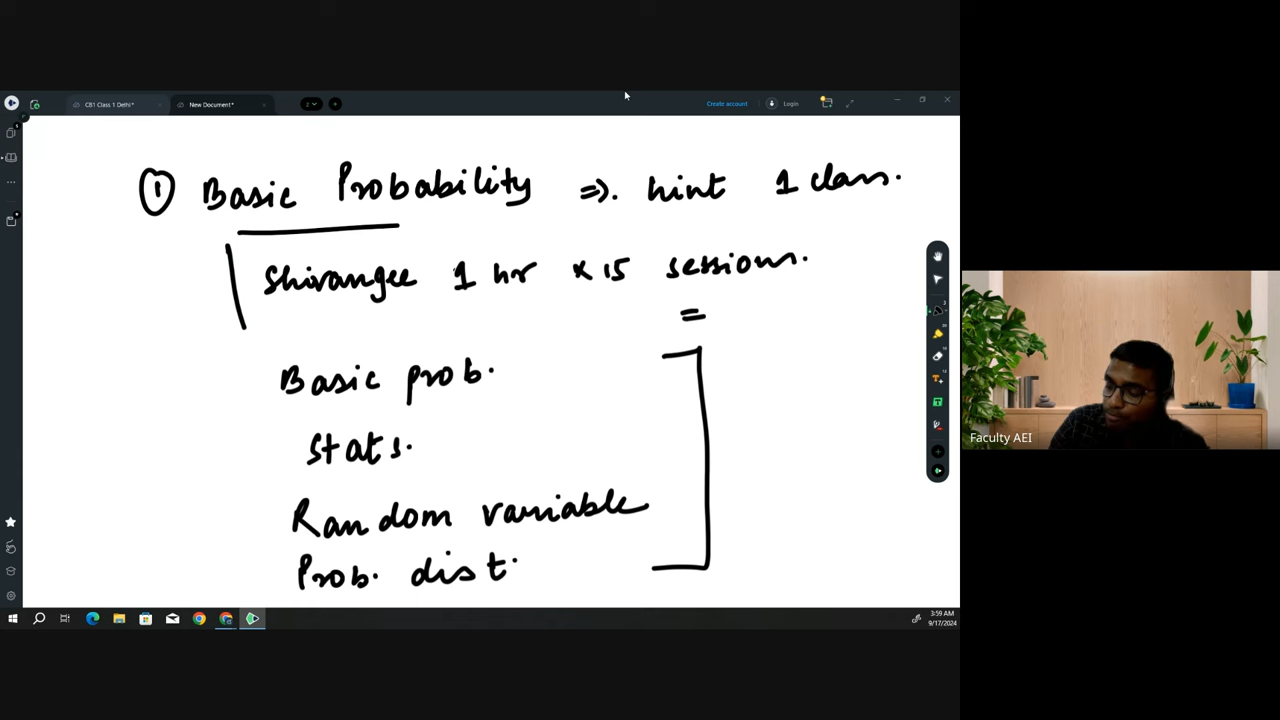 CB1 Class 1 Delhi*
New Document*
2
Create account
Login
① Basic Probability ⇒. hint 1 class.
Shivangee 1 hr × 15 sessions.
=
Basic prob.
Stats.
Random variable
Prob. dist.
Faculty AEI
3:59 AM
9/17/2024